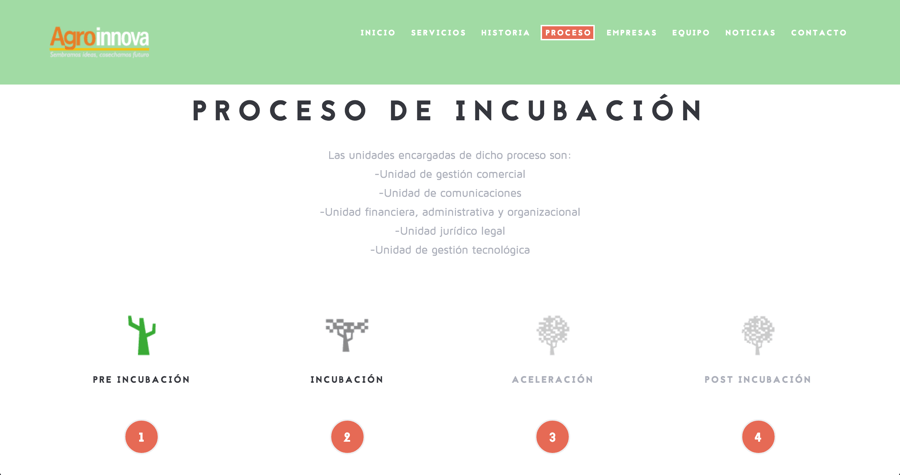 Agroinnova
Sembramos ideas, cosechamos futuro
INICIO SERVICIOS HISTORIA PROCESO EMPRESAS EQUIPO NOTICIAS CONTACTO
PROCESO DE INCUBACIÓN
Las unidades encargadas de dicho proceso son:
-Unidad de gestión comercial
-Unidad de comunicaciones
-Unidad financiera, administrativa y organizacional
-Unidad jurídico legal
-Unidad de gestión tecnológica
PRE INCUBACIÓN INCUBACIÓN ACELERACIÓN POST INCUBACIÓN
1 2 3 4